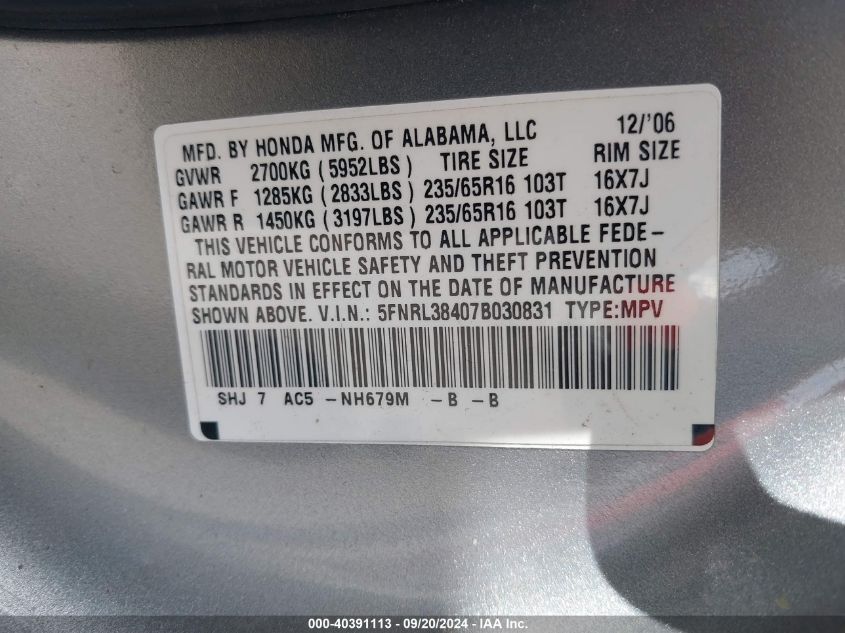 MFD. BY HONDA MFG. OF ALABAMA, LLC 12/'06
GVWR 2700KG ( 5952LBS ) TIRE SIZE RIM SIZE
GAWR F 1285KG ( 2833LBS ) 235/65R16 103T 16X7J
GAWR R 1450KG ( 3197LBS ) 235/65R16 103T 16X7J
THIS VEHICLE CONFORMS TO ALL APPLICABLE FEDE-
RAL MOTOR VEHICLE SAFETY AND THEFT PREVENTION
STANDARDS IN EFFECT ON THE DATE OF MANUFACTURE
SHOWN ABOVE. V.I.N.: 5FNRL38407B030831 TYPE:MPV
SHJ 7 AC5 -NH679M -B -B
000-40391113 - 09/20/2024 - IAA Inc.